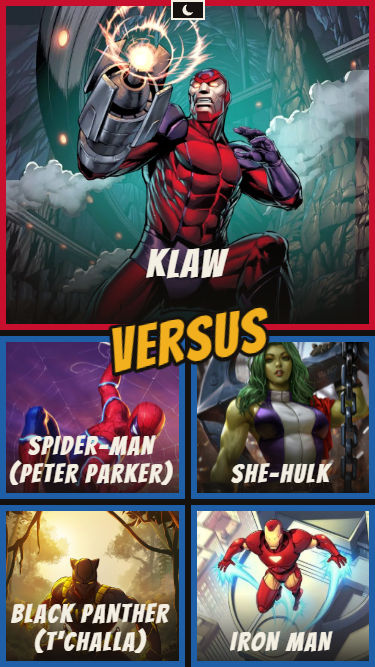 KLAW
VERSUS
SPIDER-MAN
(PETER PARKER)
SHE-HULK
BLACK PANTHER
(T'CHALLA)
IRON MAN